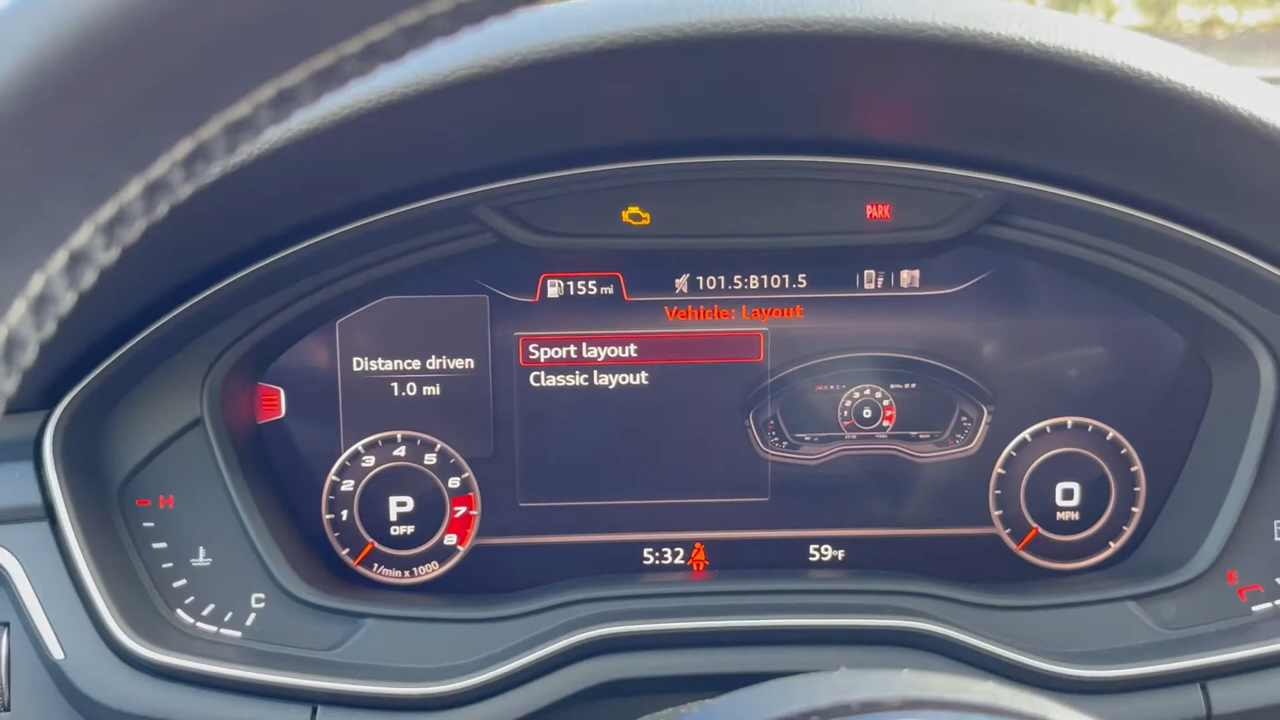 PARK
155 mi
101.5:B101.5
Vehicle: Layout
Distance driven
1.0 mi
Sport layout
Classic layout
1 2 3 4 5 6 7 8
P
OFF
1/min x 1000
0
MPH
H
C
5:32
59°F